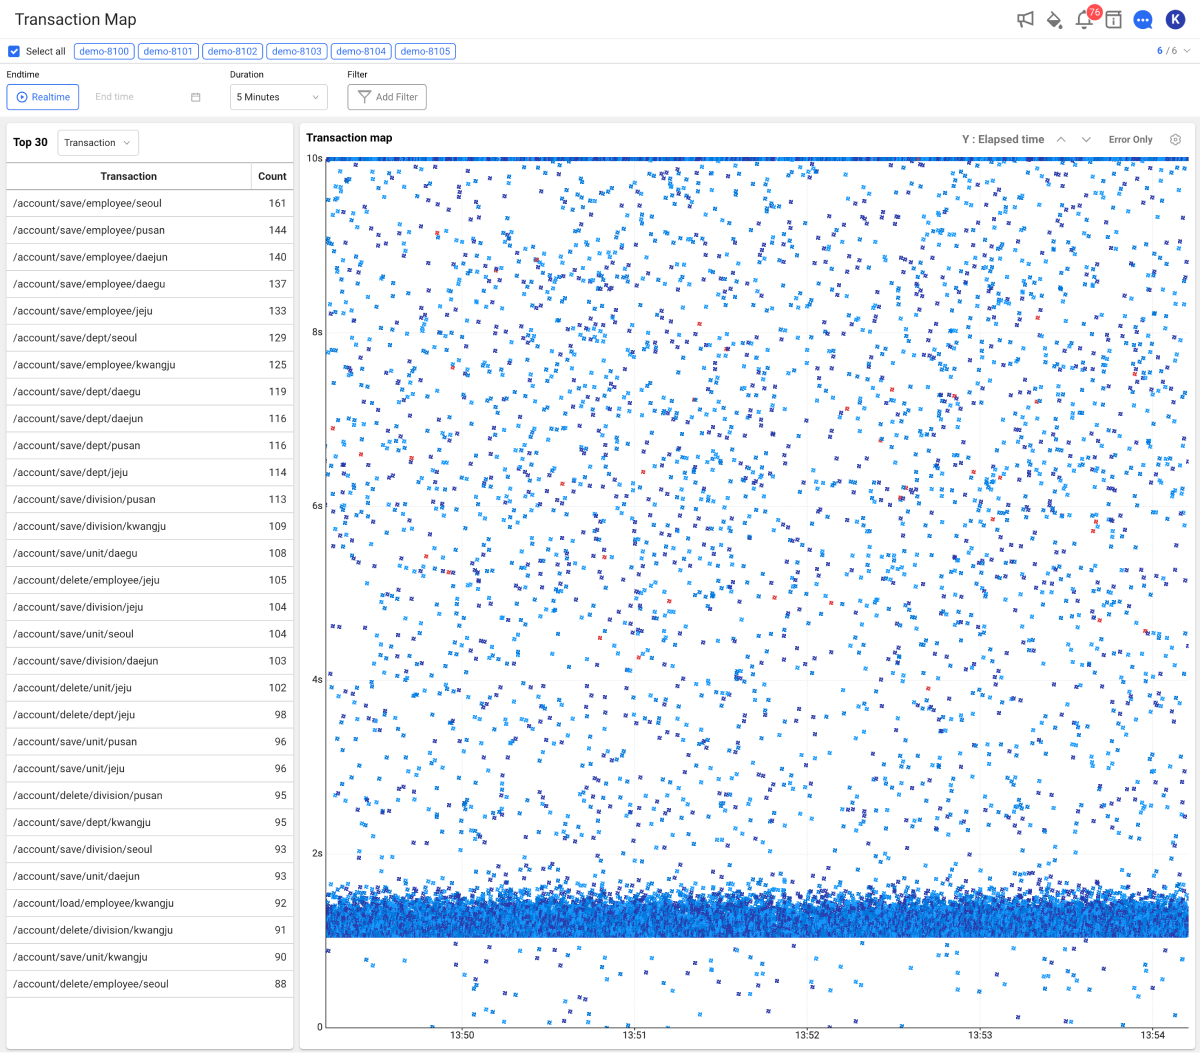 Transaction Map
76
K
Select all demo-8100 demo-8101 demo-8102 demo-8103 demo-8104 demo-8105
6 / 6
Endtime Duration Filter
Realtime End time 5 Minutes Add Filter
Top 30 Transaction
Transaction Count
/account/save/employee/seoul 161
/account/save/employee/pusan 144
/account/save/employee/daejun 140
/account/save/employee/daegu 137
/account/save/employee/jeju 133
/account/save/dept/seoul 129
/account/save/employee/kwangju 125
/account/save/dept/daegu 119
/account/save/dept/daejun 116
/account/save/dept/pusan 116
/account/save/dept/jeju 114
/account/save/division/pusan 113
/account/save/division/kwangju 109
/account/save/unit/daegu 108
/account/delete/employee/jeju 105
/account/save/division/jeju 104
/account/save/unit/seoul 104
/account/save/division/daejun 103
/account/delete/unit/jeju 102
/account/delete/dept/jeju 98
/account/save/unit/pusan 96
/account/save/unit/jeju 96
/account/delete/division/pusan 95
/account/save/dept/kwangju 95
/account/save/division/seoul 93
/account/save/unit/daejun 93
/account/load/employee/kwangju 92
/account/delete/division/kwangju 91
/account/save/unit/kwangju 90
/account/delete/employee/seoul 88
Transaction map
Y : Elapsed time Error Only
10s
8s
6s
4s
2s
0
13:50 13:51 13:52 13:53 13:54